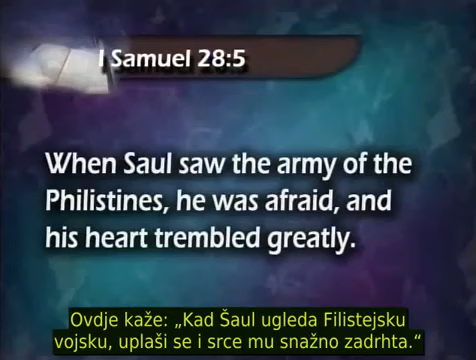 I Samuel 28:5
When Saul saw the army of the
Philistines, he was afraid, and
his heart trembled greatly.
Ovdje kaže: „Kad Šaul ugleda Filistejsku
vojsku, uplaši se i srce mu snažno zadrhta.“